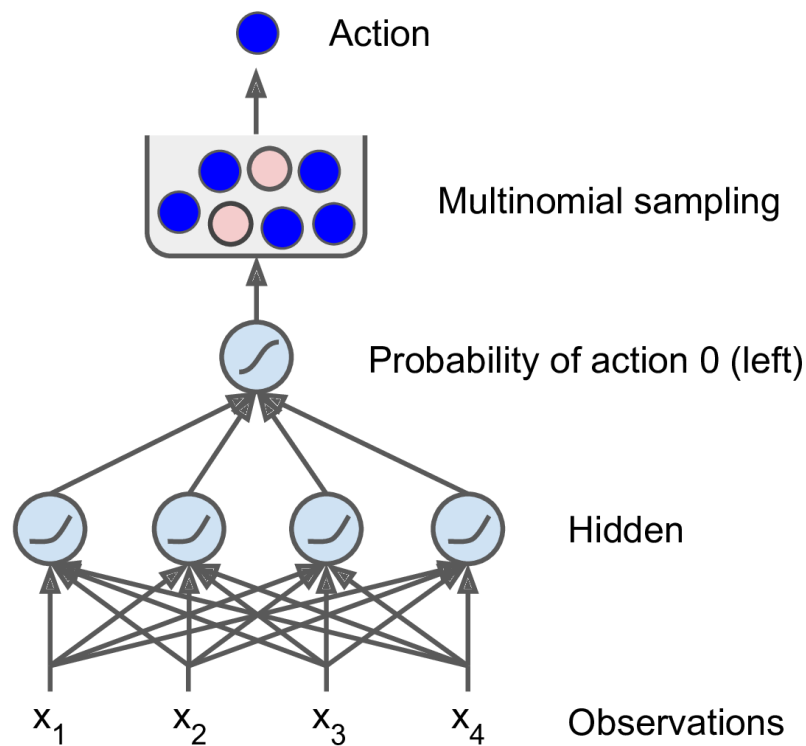 Action
Multinomial sampling
Probability of action 0 (left)
Hidden
x1 x2 x3 x4 Observations